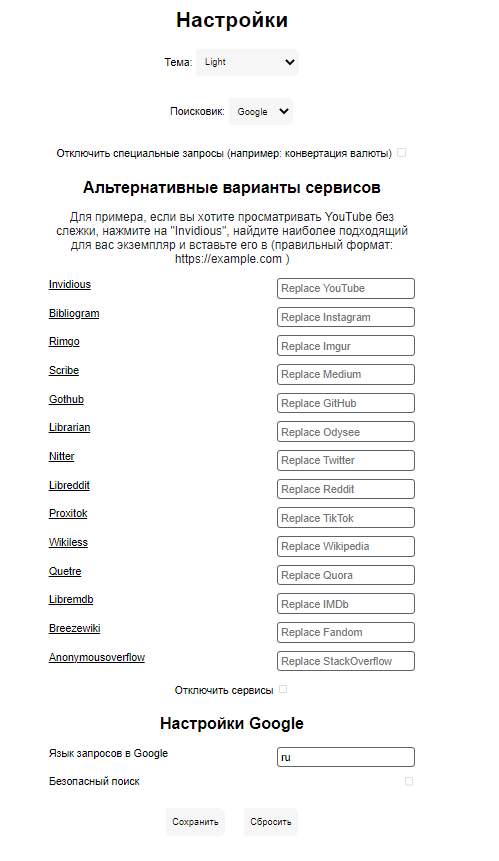 Настройки
Тема: Light
Поисковик: Google
Отключить специальные запросы (например: конвертация валюты)
Альтернативные варианты сервисов
Для примера, если вы хотите просматривать YouTube без
слежки, нажмите на "Invidious", найдите наиболее подходящий
для вас экземпляр и вставьте его в (правильный формат:
https://example.com )
Invidious Replace YouTube
Bibliogram Replace Instagram
Rimgo Replace Imgur
Scribe Replace Medium
Gothub Replace GitHub
Librarian Replace Odysee
Nitter Replace Twitter
Libreddit Replace Reddit
Proxitok Replace TikTok
Wikiless Replace Wikipedia
Quetre Replace Quora
Libremdb Replace IMDb
Breezewiki Replace Fandom
Anonymousoverflow Replace StackOverflow
Отключить сервисы
Настройки Google
Язык запросов в Google ru
Безопасный поиск
Сохранить Сбросить